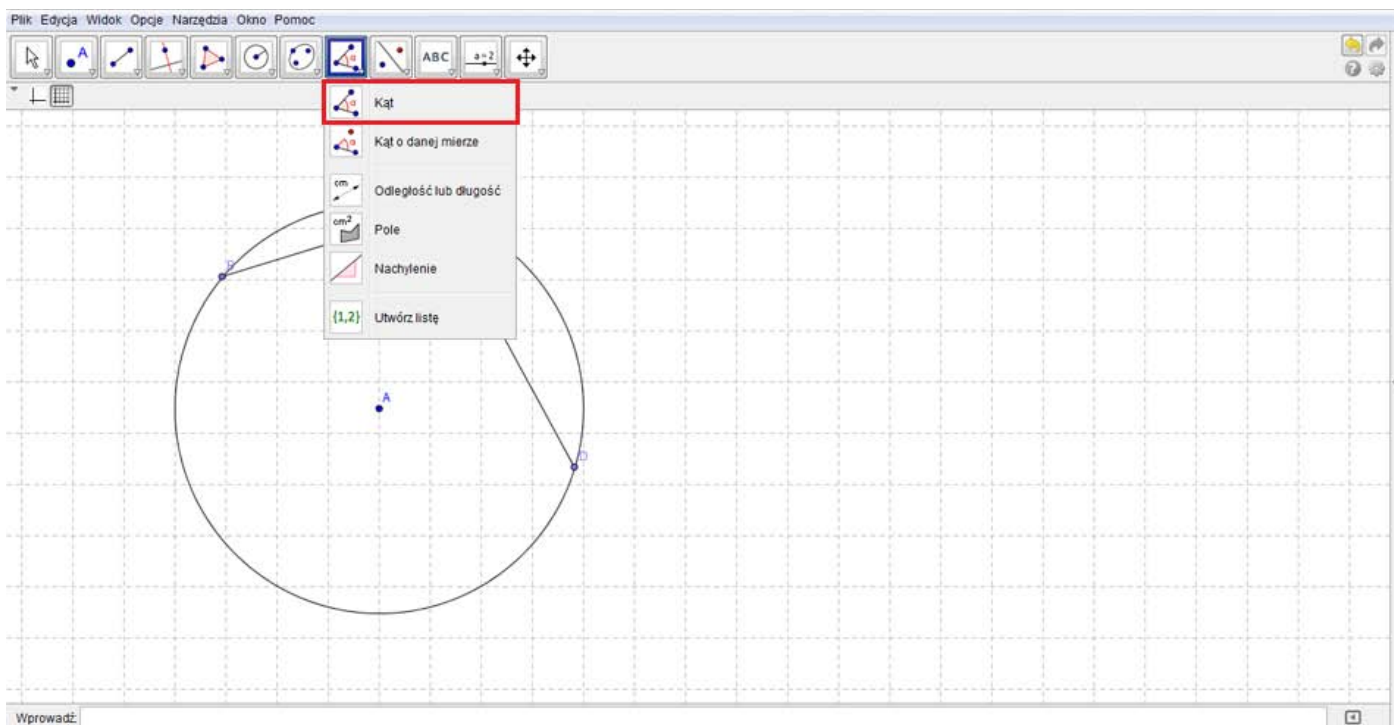 Plik Edycja Widok Opcje Narzędzia Okno Pomoc
A ABC a=2
Kąt
Kąt o danej mierze
cm Odległość lub długość
cm² Pole
Nachylenie
{1,2} Utwórz listę
B
A
D
Wprowadź: